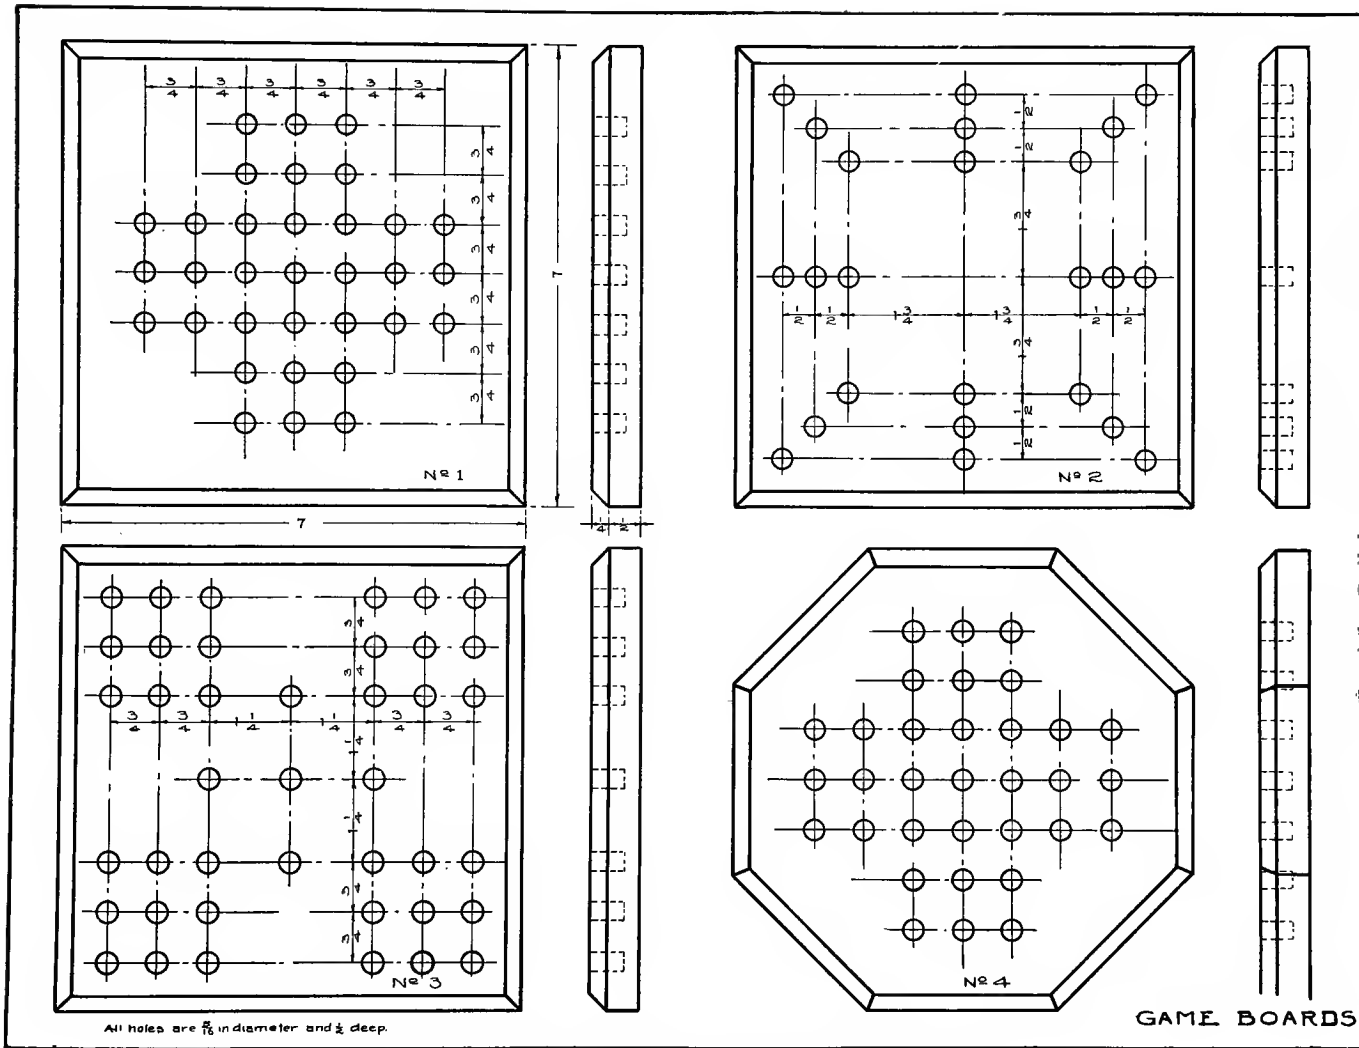 3/4 3/4 3/4 3/4 3/4 3/4
3/4
3/4
3/4
3/4
3/4
3/4
Nº 1
7
7
1/4 1/2
1/2
1/2
1 3/4
1/2 1/2 1 3/4 1 3/4 1/2 1/2
1 3/4
1/2
1/2
Nº 2
3/4
3/4
3/4 3/4 1 1/4 1 1/4 3/4 3/4
1 1/4
1 1/4
3/4
3/4
Nº 3
Nº 4
All holes are 5/16 in diameter and 1/2 deep.
GAME BOARDS